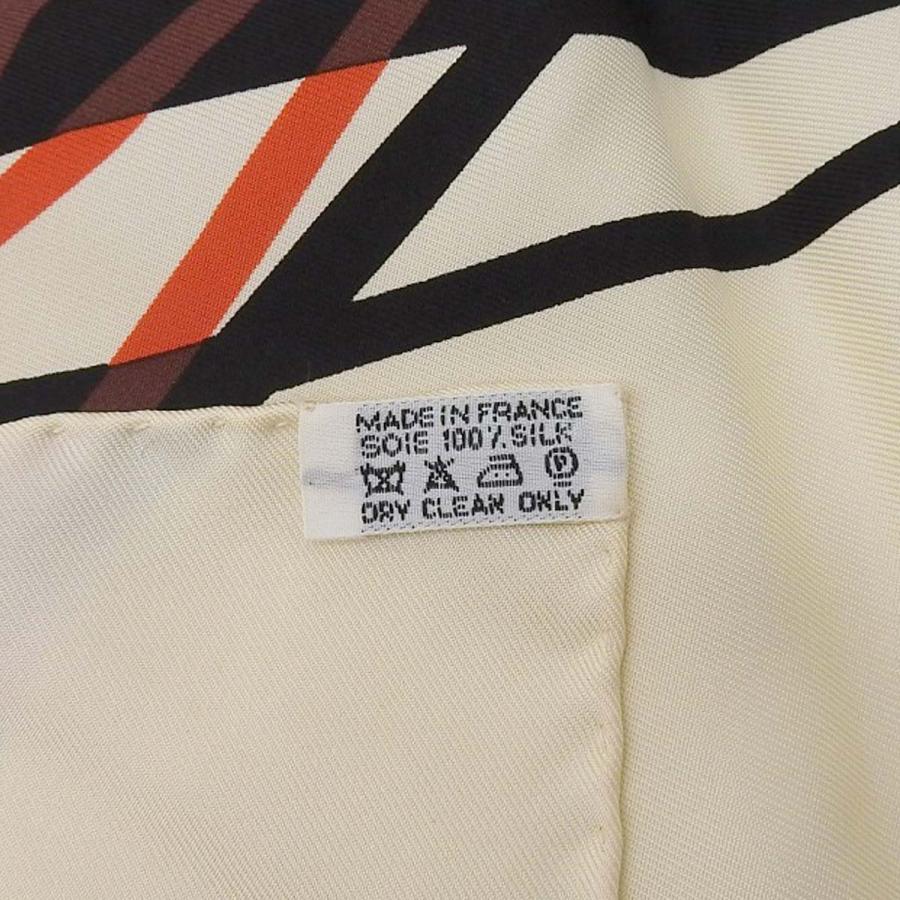 MADE IN FRANCE
SOIE 100% SILK
P
DRY CLEAN ONLY